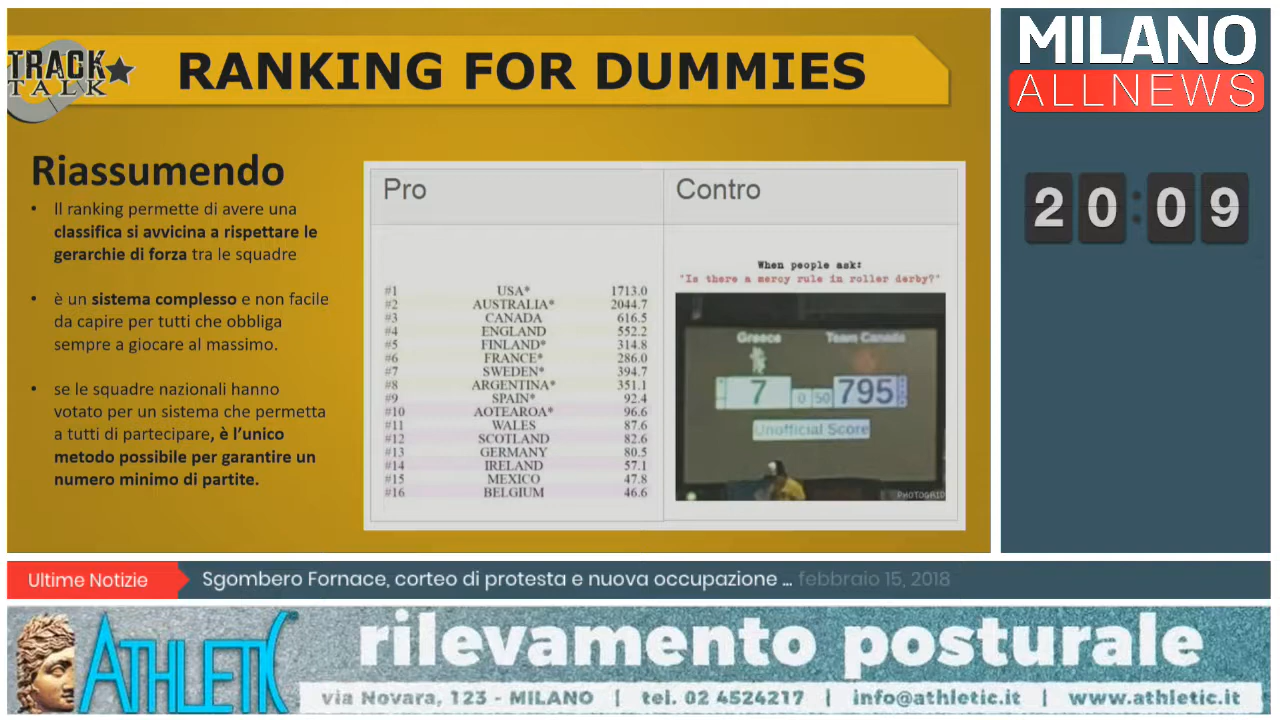 TRACK
TALK
RANKING FOR DUMMIES
MILANO
ALLNEWS
20:09
Riassumendo
• Il ranking permette di avere una
classifica si avvicina a rispettare le
gerarchie di forza tra le squadre
• è un sistema complesso e non facile
da capire per tutti che obbliga
sempre a giocare al massimo.
• se le squadre nazionali hanno
votato per un sistema che permetta
a tutti di partecipare, è l’unico
metodo possibile per garantire un
numero minimo di partite.
Pro
#1 USA* 1713.0
#2 AUSTRALIA* 2044.7
#3 CANADA 616.5
#4 ENGLAND 552.2
#5 FINLAND* 314.8
#6 FRANCE* 286.0
#7 SWEDEN* 394.7
#8 ARGENTINA* 351.1
#9 SPAIN* 92.4
#10 AOTEAROA* 96.6
#11 WALES 87.6
#12 SCOTLAND 82.6
#13 GERMANY 80.5
#14 IRELAND 57.1
#15 MEXICO 47.8
#16 BELGIUM 46.6
Contro
When people ask:
"Is there a mercy rule in roller derby?"
Greece Team Canada
7 0 50 795
Unofficial Score
PHOTOGRID
Ultime Notizie
Sgombero Fornace, corteo di protesta e nuova occupazione ... febbraio 15, 2018
ATHLETIC
rilevamento posturale
via Novara, 123 - MILANO | tel. 02 4524217 | info@athletic.it | www.athletic.it